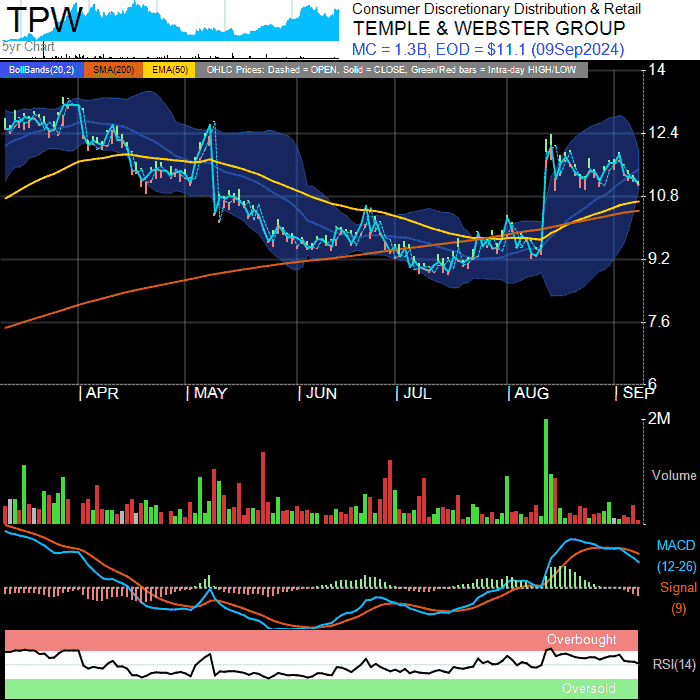 TPW
5yr Chart
Consumer Discretionary Distribution & Retail
TEMPLE & WEBSTER GROUP
MC = 1.3B, EOD = $11.1 (09Sep2024)
BollBands(20,2) SMA(200) EMA(50) OHLC Prices: Dashed = OPEN, Solid = CLOSE, Green/Red bars = Intra-day HIGH/LOW
14
12.4
10.8
9.2
7.6
6
APR MAY JUN JUL AUG SEP
2M
Volume
MACD
(12-26)
Signal
(9)
Overbought
RSI(14)
Oversold